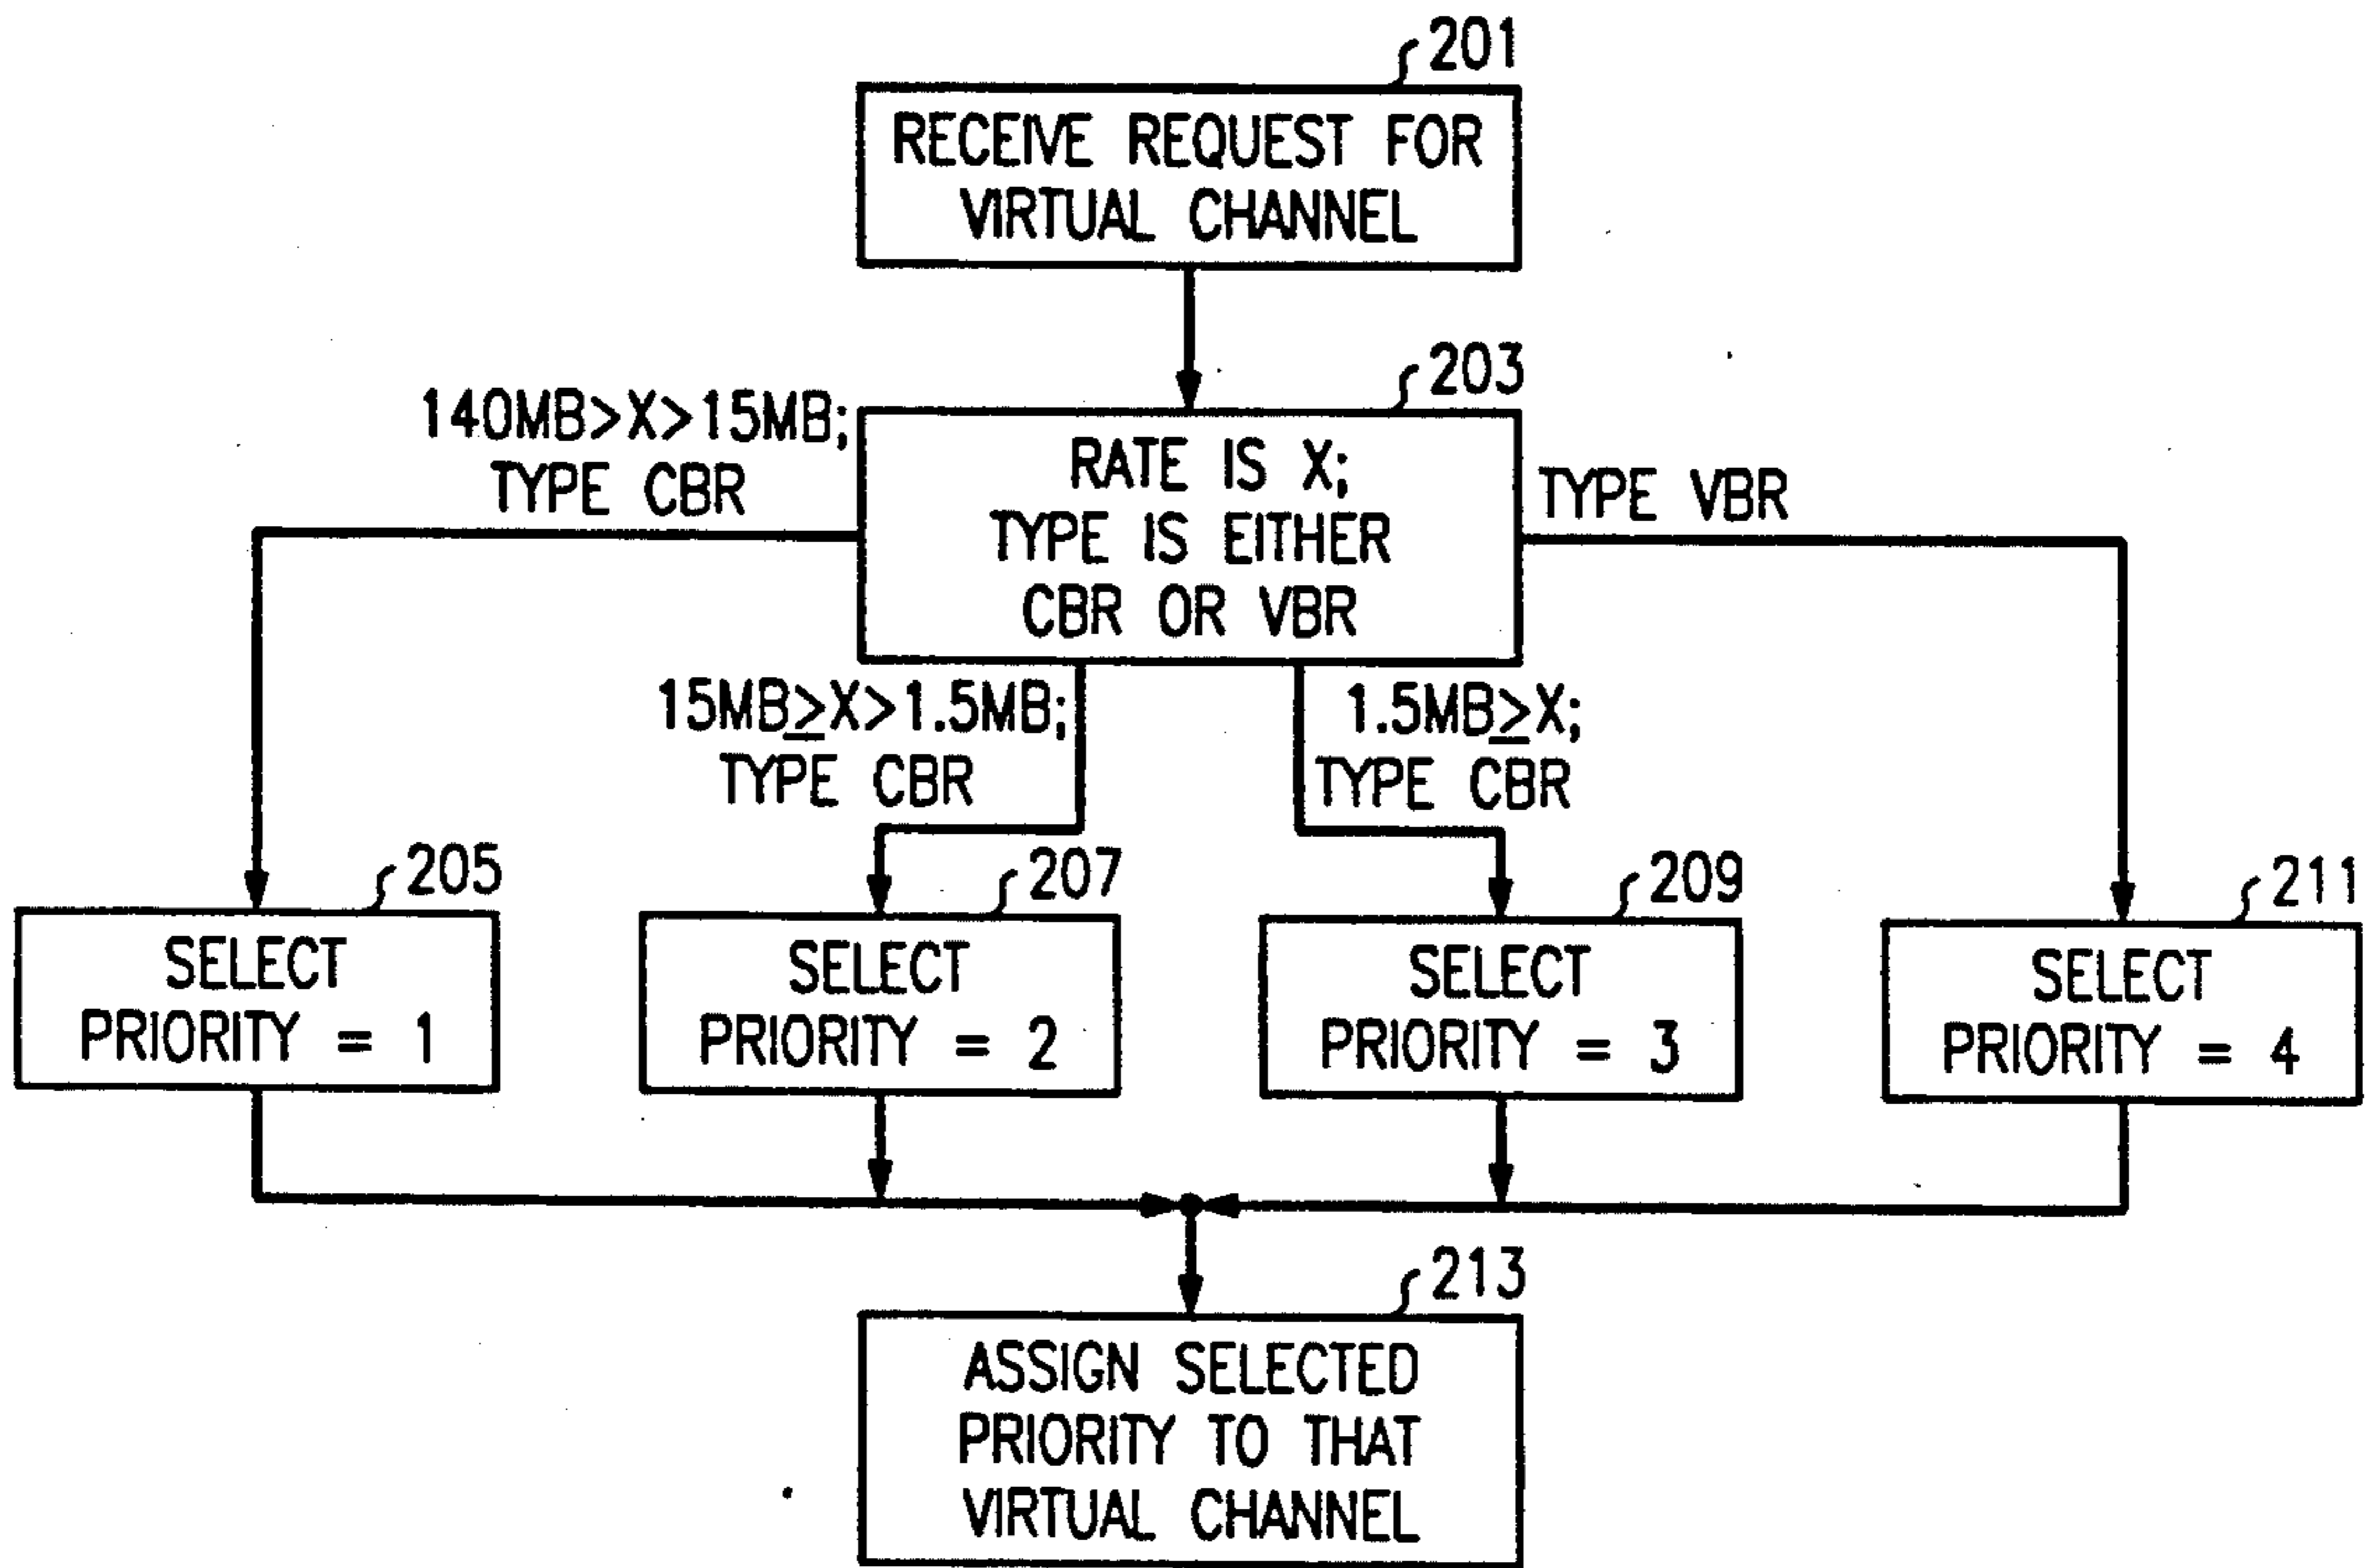 201
RECEIVE REQUEST FOR
VIRTUAL CHANNEL
203
RATE IS X;
TYPE IS EITHER
CBR OR VBR
140MB>X>15MB;
TYPE CBR
15MB≥X>1.5MB;
TYPE CBR
1.5MB≥X;
TYPE CBR
TYPE VBR
205
SELECT
PRIORITY = 1
207
SELECT
PRIORITY = 2
209
SELECT
PRIORITY = 3
211
SELECT
PRIORITY = 4
213
ASSIGN SELECTED
PRIORITY TO THAT
VIRTUAL CHANNEL